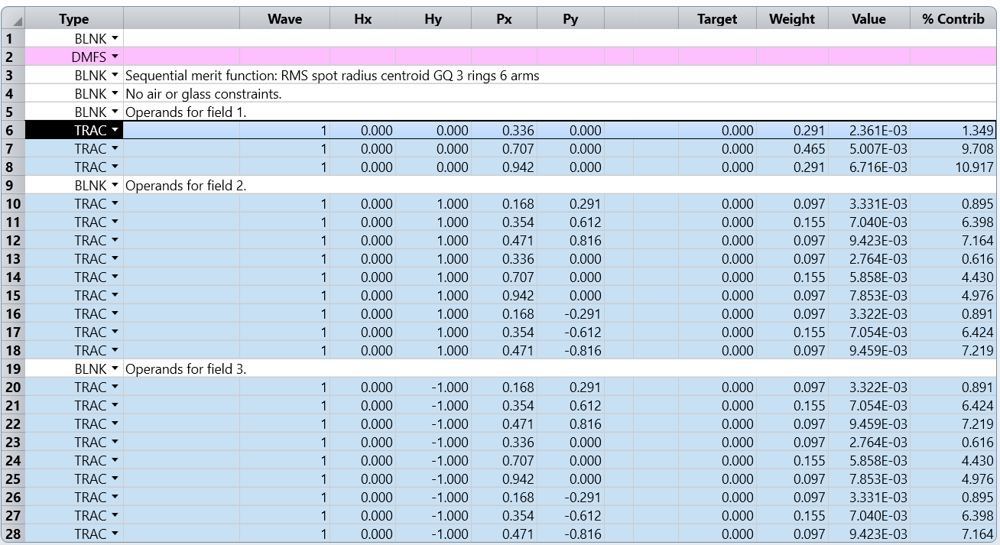 Type Wave Hx Hy Px Py Target Weight Value % Contrib
1 BLNK
2 DMFS
3 BLNK Sequential merit function: RMS spot radius centroid GQ 3 rings 6 arms
4 BLNK No air or glass constraints.
5 BLNK Operands for field 1.
6 TRAC 1 0.000 0.000 0.336 0.000 0.000 0.291 2.361E-03 1.349
7 TRAC 1 0.000 0.000 0.707 0.000 0.000 0.465 5.007E-03 9.708
8 TRAC 1 0.000 0.000 0.942 0.000 0.000 0.291 6.716E-03 10.917
9 BLNK Operands for field 2.
10 TRAC 1 0.000 1.000 0.168 0.291 0.000 0.097 3.331E-03 0.895
11 TRAC 1 0.000 1.000 0.354 0.612 0.000 0.155 7.040E-03 6.398
12 TRAC 1 0.000 1.000 0.471 0.816 0.000 0.097 9.423E-03 7.164
13 TRAC 1 0.000 1.000 0.336 0.000 0.000 0.097 2.764E-03 0.616
14 TRAC 1 0.000 1.000 0.707 0.000 0.000 0.155 5.858E-03 4.430
15 TRAC 1 0.000 1.000 0.942 0.000 0.000 0.097 7.853E-03 4.976
16 TRAC 1 0.000 1.000 0.168 -0.291 0.000 0.097 3.322E-03 0.891
17 TRAC 1 0.000 1.000 0.354 -0.612 0.000 0.155 7.054E-03 6.424
18 TRAC 1 0.000 1.000 0.471 -0.816 0.000 0.097 9.459E-03 7.219
19 BLNK Operands for field 3.
20 TRAC 1 0.000 -1.000 0.168 0.291 0.000 0.097 3.322E-03 0.891
21 TRAC 1 0.000 -1.000 0.354 0.612 0.000 0.155 7.054E-03 6.424
22 TRAC 1 0.000 -1.000 0.471 0.816 0.000 0.097 9.459E-03 7.219
23 TRAC 1 0.000 -1.000 0.336 0.000 0.000 0.097 2.764E-03 0.616
24 TRAC 1 0.000 -1.000 0.707 0.000 0.000 0.155 5.858E-03 4.430
25 TRAC 1 0.000 -1.000 0.942 0.000 0.000 0.097 7.853E-03 4.976
26 TRAC 1 0.000 -1.000 0.168 -0.291 0.000 0.097 3.331E-03 0.895
27 TRAC 1 0.000 -1.000 0.354 -0.612 0.000 0.155 7.040E-03 6.398
28 TRAC 1 0.000 -1.000 0.471 -0.816 0.000 0.097 9.423E-03 7.164